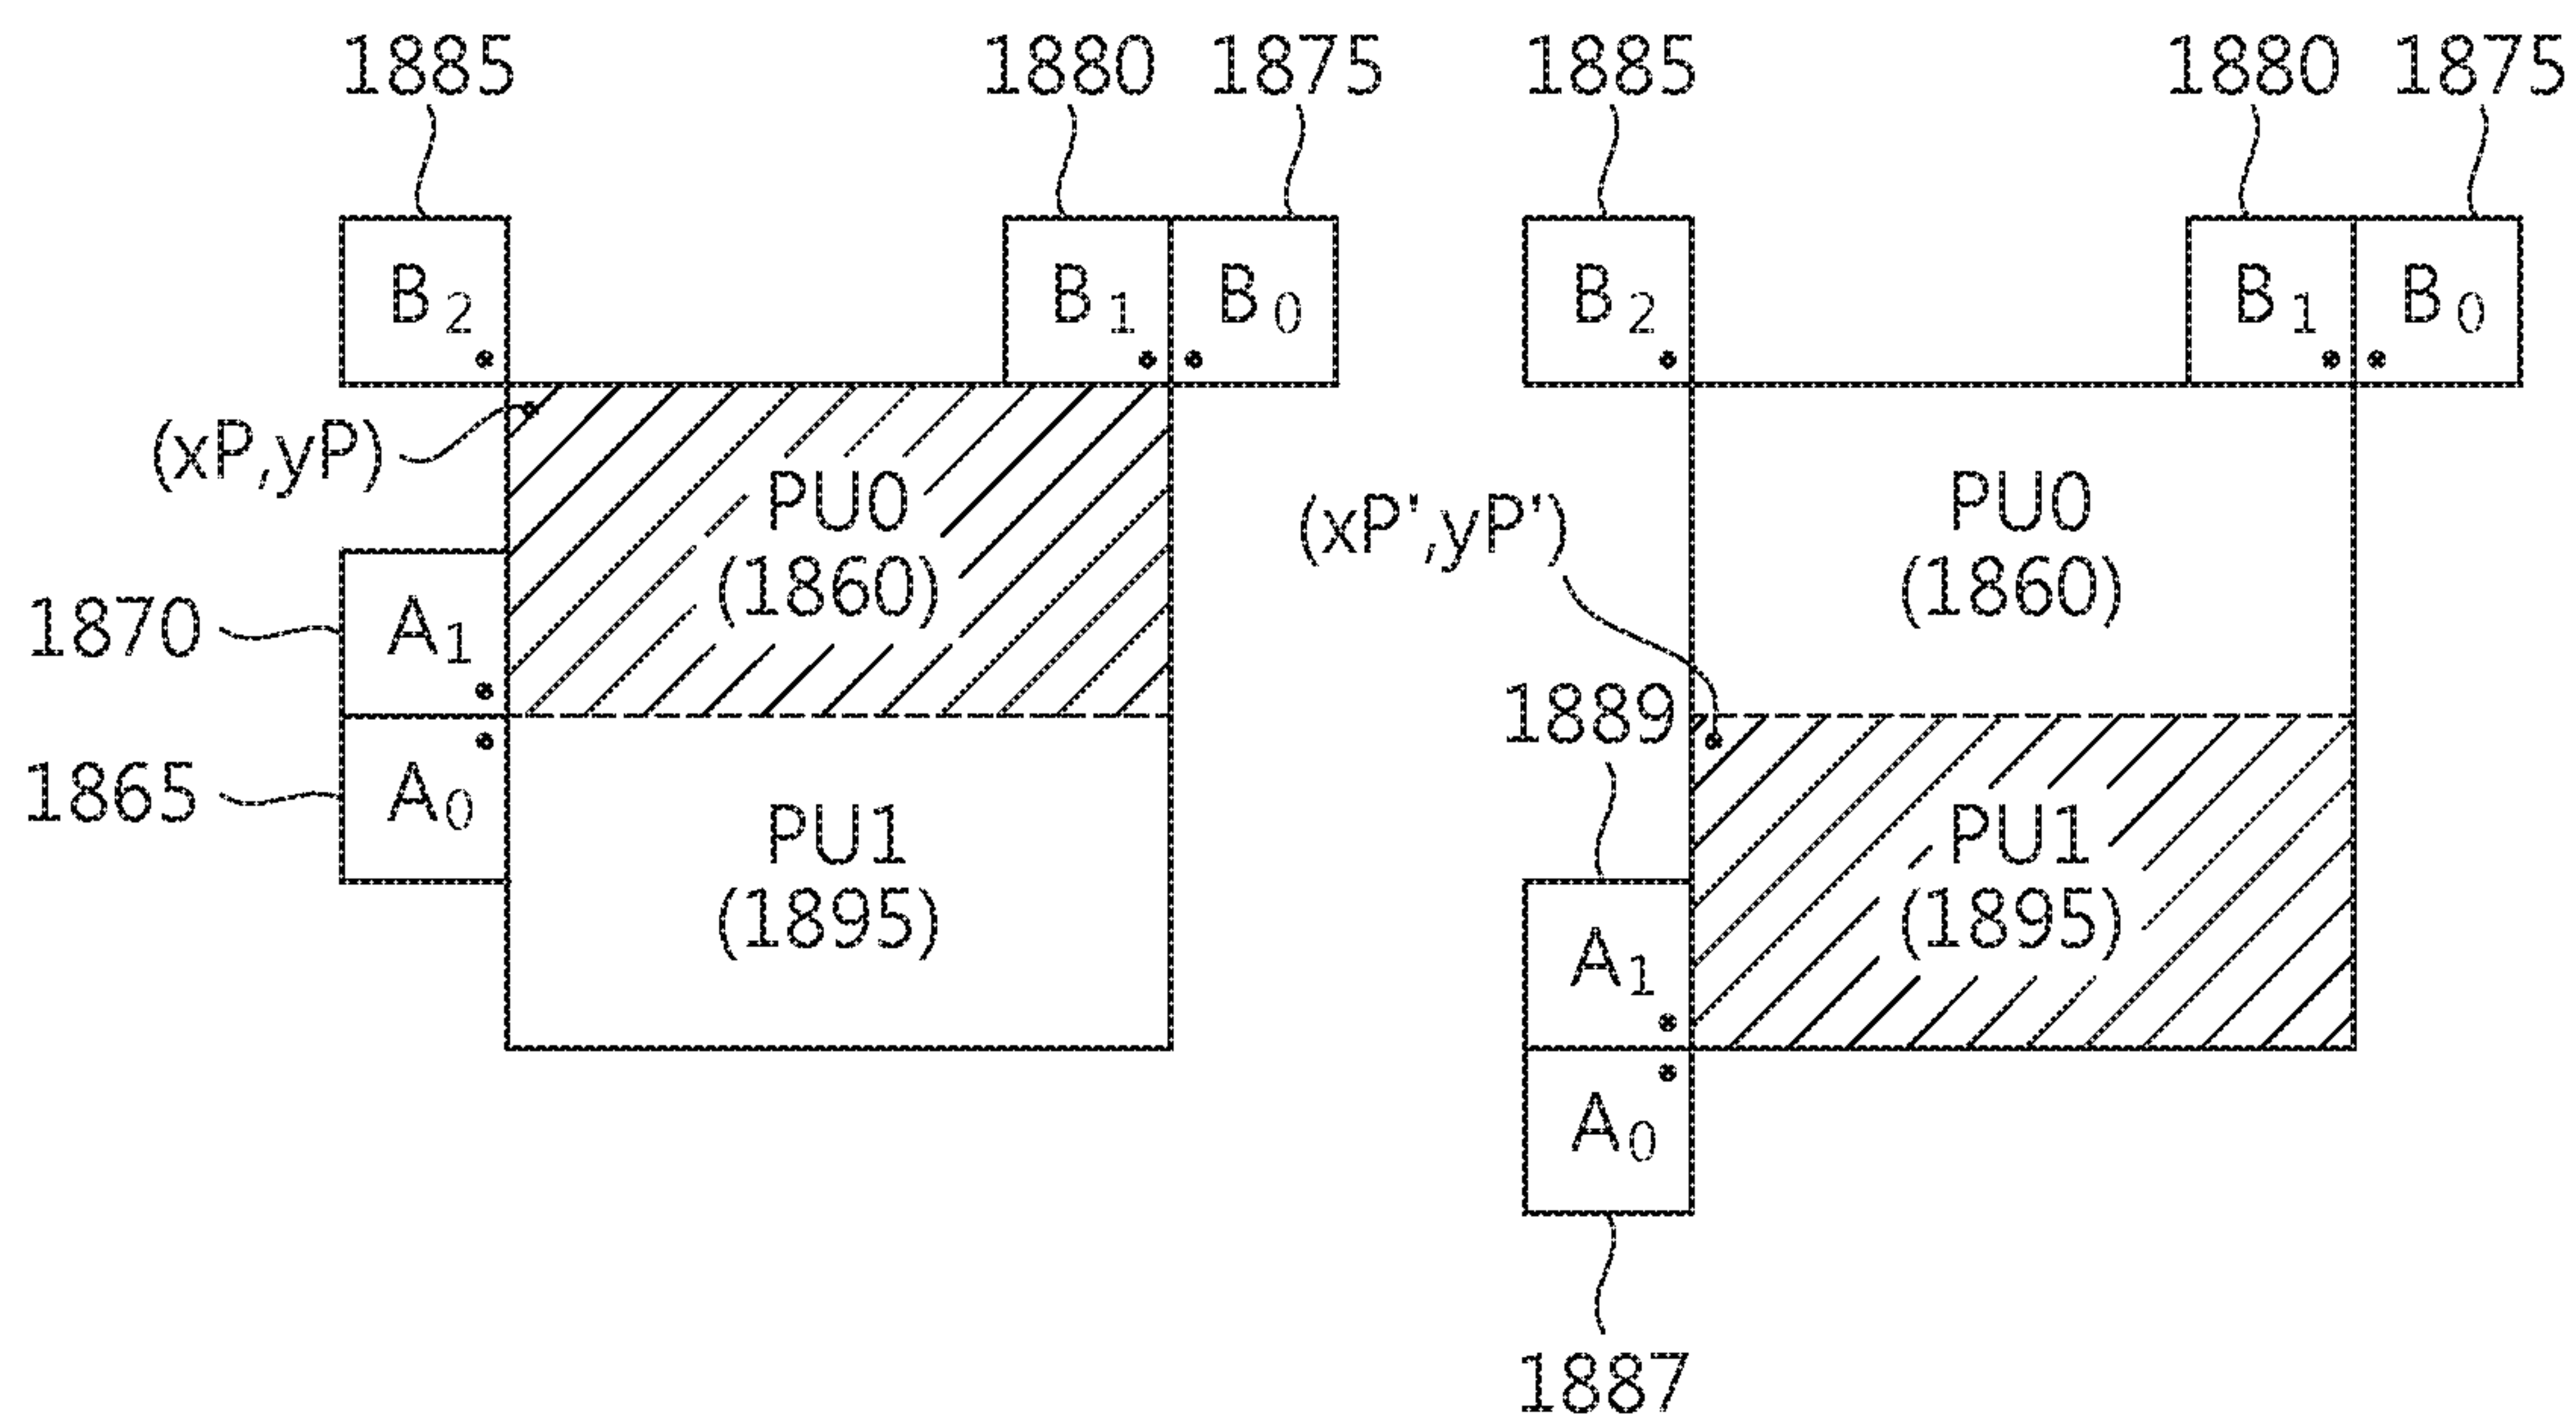 1885
1880
1875
B2
B1
B0
(xP,yP)
PU0
(1860)
1870
A1
1865
A0
PU1
(1895)
1885
1880
1875
B2
B1
B0
(xP',yP')
PU0
(1860)
1889
PU1
(1895)
A1
A0
1887